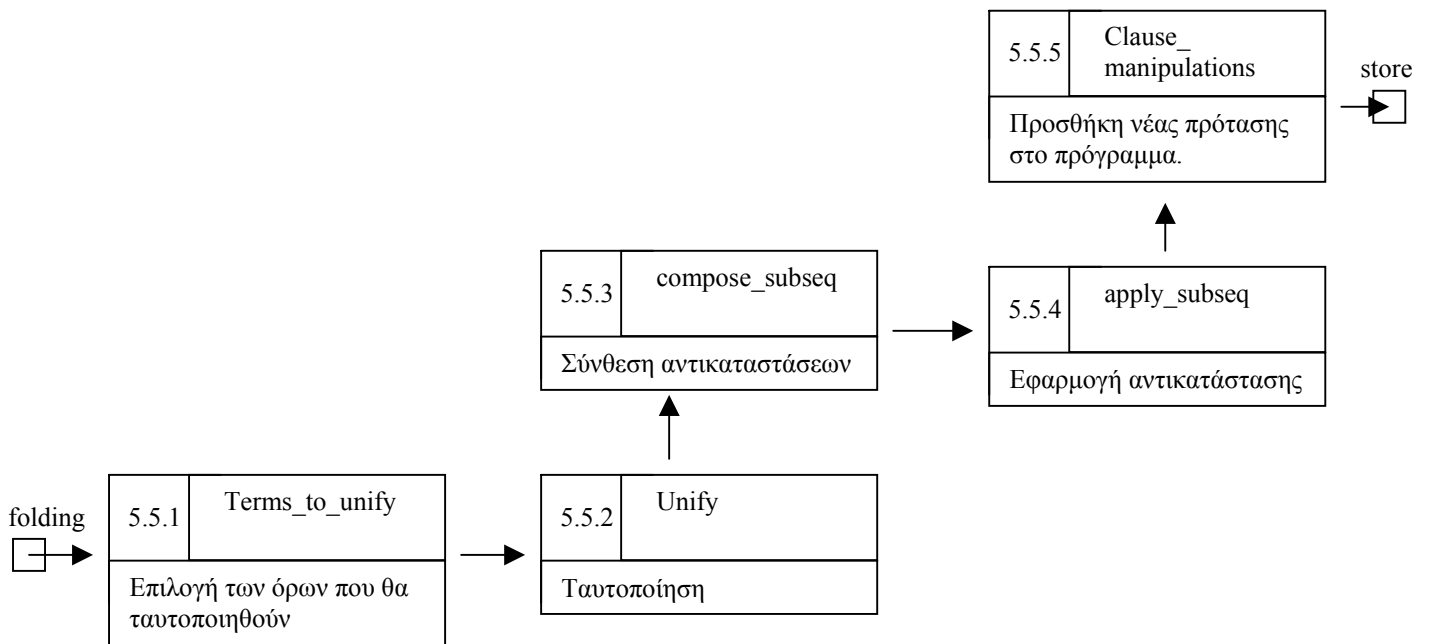 5.5.5
Clause_
manipulations
Προσθήκη νέας πρότασης
στο πρόγραμμα.
store
5.5.3
compose_subseq
Σύνθεση αντικαταστάσεων
5.5.4
apply_subseq
Εφαρμογή αντικατάστασης
folding
5.5.1
Terms_to_unify
Επιλογή των όρων που θα
ταυτοποιηθούν
5.5.2
Unify
Ταυτοποίηση